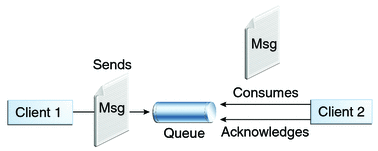 Sends
Msg
Client 1
Msg
Consumes
Client 2
Queue
Acknowledges